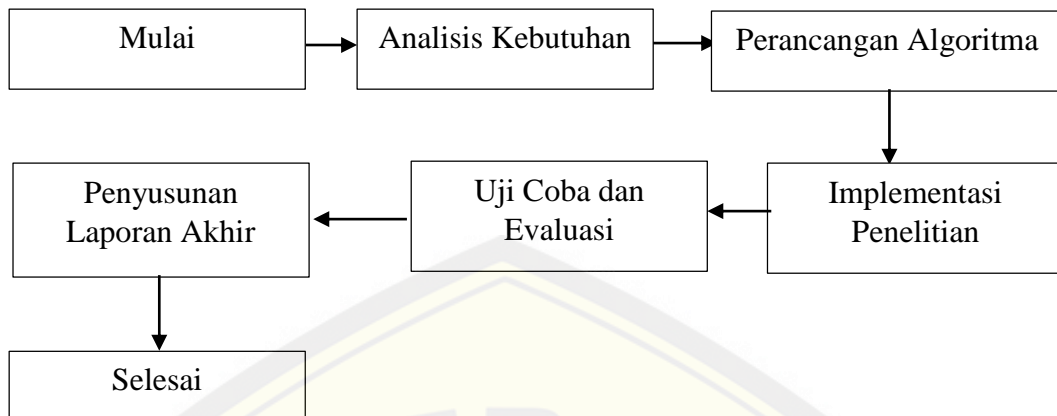 Mulai
Analisis Kebutuhan
Perancangan Algoritma
Implementasi
Penelitian
Uji Coba dan
Evaluasi
Penyusunan
Laporan Akhir
Selesai